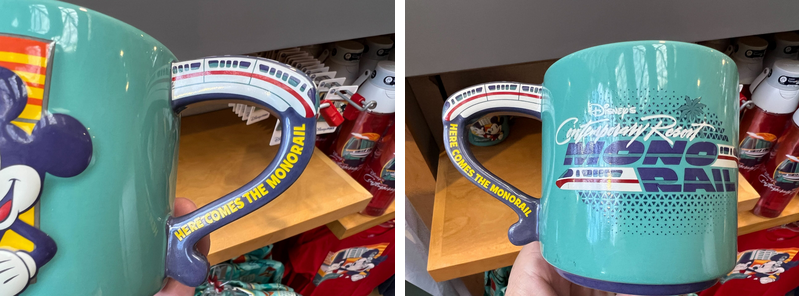 HERE COMES THE MONORAIL
HERE COMES THE MONORAIL
DISNEY'S
Contemporary Resort
MONO
RAIL